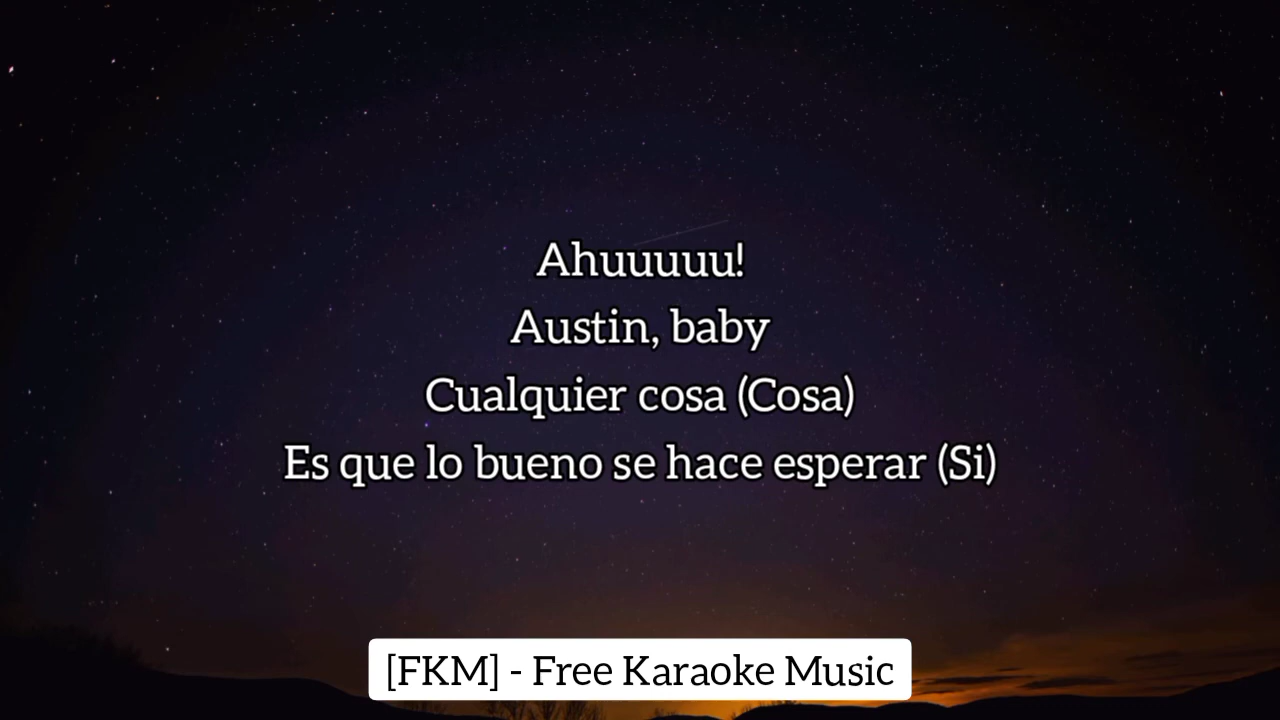 Ahuuuuu!
Austin, baby
Cualquier cosa (Cosa)
Es que lo bueno se hace esperar (Si)
[FKM] - Free Karaoke Music